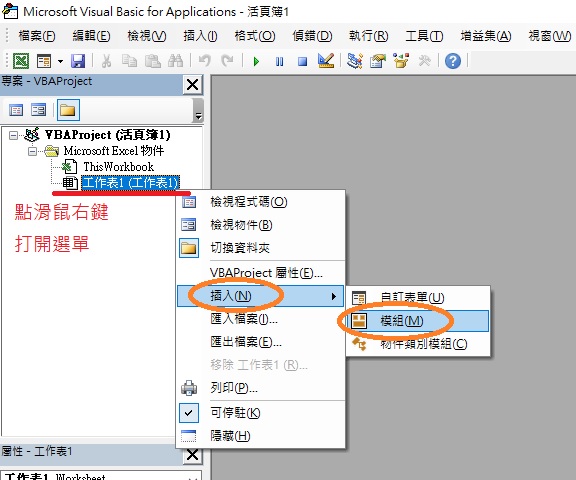 Microsoft Visual Basic for Applications - 活頁簿1
檔案(F) 編輯(E) 檢視(V) 插入(I) 格式(O) 偵錯(D) 執行(R) 工具(T) 增益集(A) 視窗(W)
專案 - VBAProject
VBAProject (活頁簿1)
Microsoft Excel 物件
ThisWorkbook
工作表1 (工作表1)
點滑鼠右鍵
打開選單
檢視程式碼(O)
檢視物件(B)
切換資料夾
VBAProject 屬性(E)...
插入(N)
自訂表單(U)
模組(M)
物件類別模組(C)
匯入檔案(I)...
匯出檔案(E)...
移除 工作表1 (R)...
列印(P)...
可停駐(K)
隱藏(H)
屬性 - 工作表1
工作表1 Worksheet